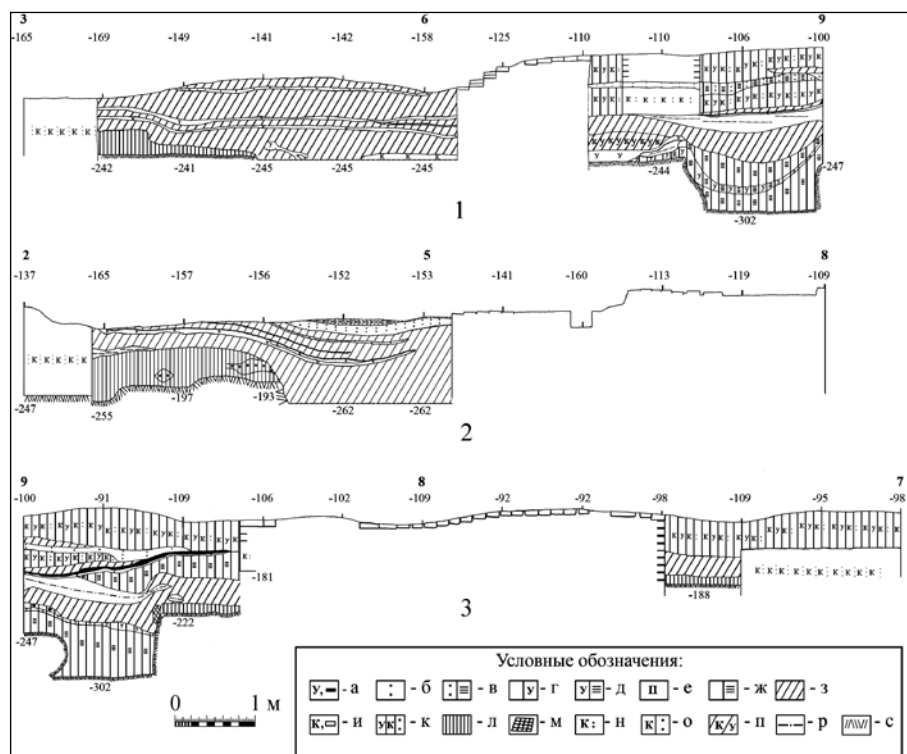 3 6 9
-165 -169 -149 -141 -142 -158 -125 -110 -110 -106 -100
К У К : К У К : К У К :
К К К К К
К К К К К
К У К У К У К У К У
У У У
-242 -241 -245 -245 -245 -244 -247
-302
1
2 5 8
-137 -165 -157 -156 -152 -153 -141 -160 -113 -119 -109
К К К К К
-247 -255 -197 -193 -262 -262
2
9 8 7
-100 -91 -109 -106 -102 -109 -92 -92 -98 -109 -95 -98
К У К : К У К : К У К :
К :
-181
К К К К К К К К К
-188
-222
-247
-302
3
0 1 м
Условные обозначения:
У, - а - б - в У - г У - д П - е - ж - з
К, - и У К - к - л - м К : - н К - о К/У - п - р - с